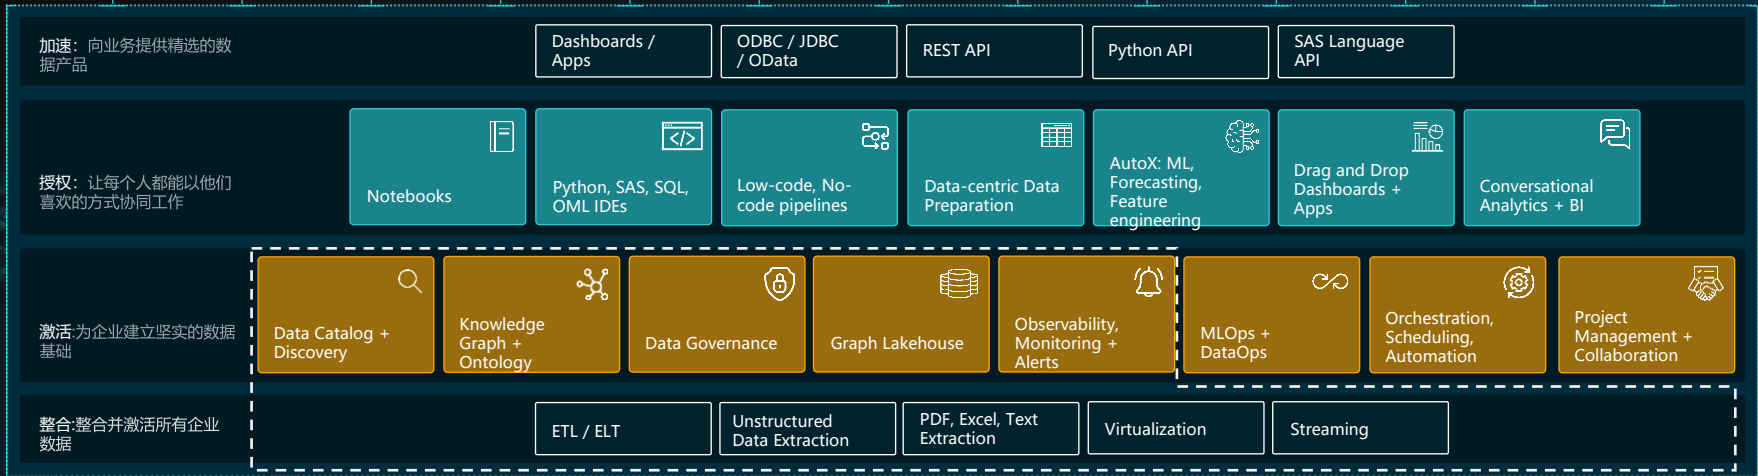 加速：向业务提供精选的数
据产品
Dashboards /
Apps
ODBC / JDBC
/ OData
REST API
Python API
SAS Language
API
授权：让每个人都能以他们
喜欢的方式协同工作
Notebooks
Python, SAS, SQL,
OML IDEs
Low-code, No-
code pipelines
Data-centric Data
Preparation
AutoX: ML,
Forecasting,
Feature
engineering
Drag and Drop
Dashboards +
Apps
Conversational
Analytics + BI
激活:为企业建立坚实的数据
基础
Data Catalog +
Discovery
Knowledge
Graph +
Ontology
Data Governance
Graph Lakehouse
Observability,
Monitoring +
Alerts
MLOps +
DataOps
Orchestration,
Scheduling,
Automation
Project
Management +
Collaboration
整合:整合并激活所有企业
数据
ETL / ELT
Unstructured
Data Extraction
PDF, Excel, Text
Extraction
Virtualization
Streaming